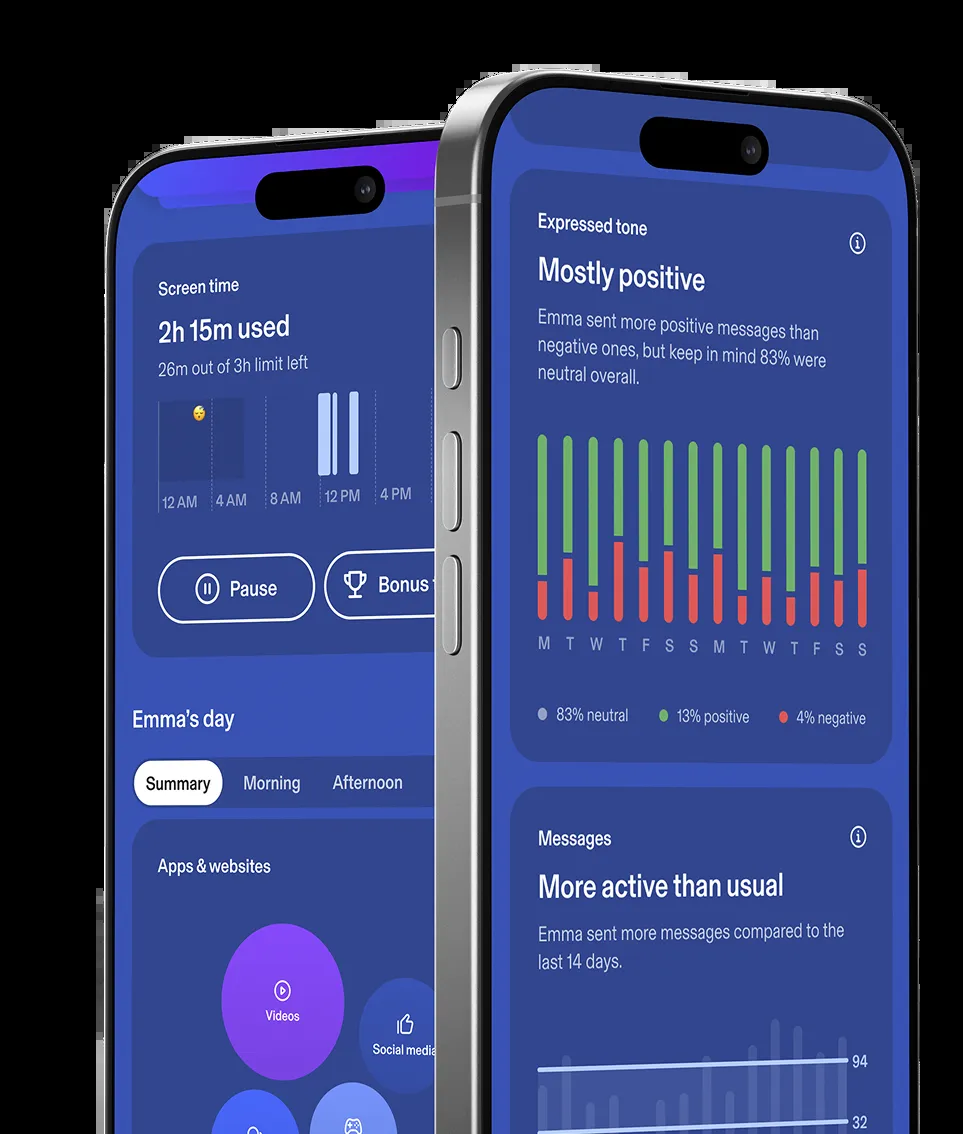 Screen time
2h 15m used
26m out of 3h limit left
12 AM 4 AM 8 AM 12 PM 4 PM
Pause
Bonus
Emma's day
Summary Morning Afternoon
Apps & websites
Videos
Social media
Expressed tone
Mostly positive
Emma sent more positive messages than
negative ones, but keep in mind 83% were
neutral overall.
M T W T F S S M T W T F S S
83% neutral 13% positive 4% negative
Messages
More active than usual
Emma sent more messages compared to the
last 14 days.
94
32